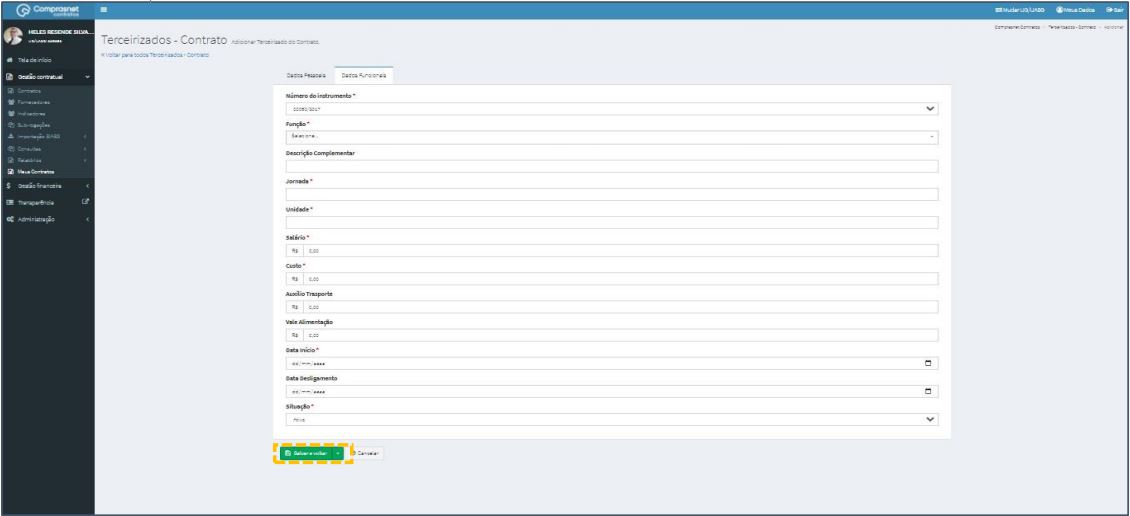 Comprasnet
contratos
Mudar UG/UASG Meus Dados Sair
HELES RESENDE SILVA...
Comprasnet Contratos > Terceirizados - Contrato > Adicionar
Terceirizados - Contrato Adicionar Terceirizado do Contrato.
Voltar para todos Terceirizados - Contrato
Tela de início
Gestão contratual
Contratos
Fornecedores
Indicadores
Sub-rogações
Importação SIASG
Consultas
Relatórios
Meus Contratos
Gestão financeira
Transparência
Administração
Dados Pessoais Dados Funcionais
Número do instrumento *
Função *
Selecione...
Descrição Complementar
Jornada *
Unidade *
Salário *
R$ 0,00
Custo *
R$ 0,00
Auxílio Trasporte
R$ 0,00
Vale Alimentação
R$ 0,00
Data Início *
dd/mm/aaaa
Data Desligamento
dd/mm/aaaa
Situação *
Ativo
Salvar e voltar Cancelar